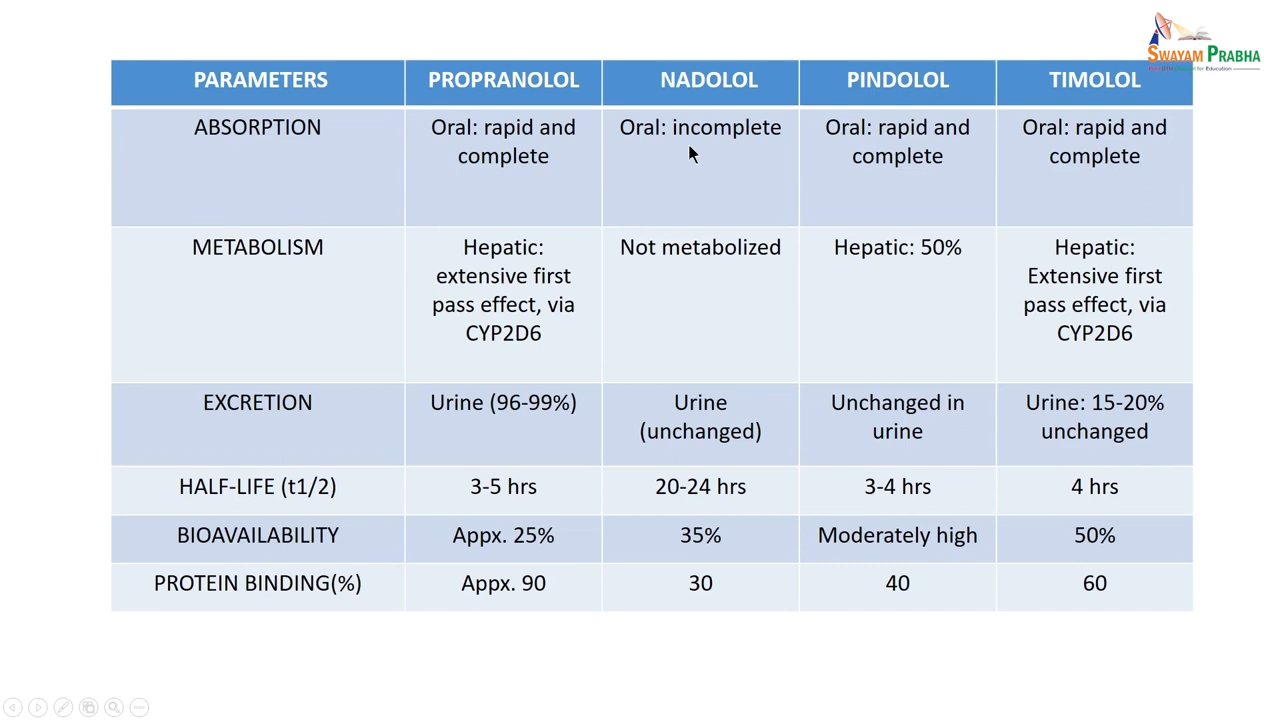 SWAYAM PRABHA
PARAMETERS PROPRANOLOL NADOLOL PINDOLOL TIMOLOL
ABSORPTION Oral: rapid and Oral: incomplete Oral: rapid and Oral: rapid and
complete complete complete
METABOLISM Hepatic: Not metabolized Hepatic: 50% Hepatic:
extensive first Extensive first
pass effect, via pass effect, via
CYP2D6 CYP2D6
EXCRETION Urine (96-99%) Urine Unchanged in Urine: 15-20%
(unchanged) urine unchanged
HALF-LIFE (t1/2) 3-5 hrs 20-24 hrs 3-4 hrs 4 hrs
BIOAVAILABILITY Appx. 25% 35% Moderately high 50%
PROTEIN BINDING(%) Appx. 90 30 40 60